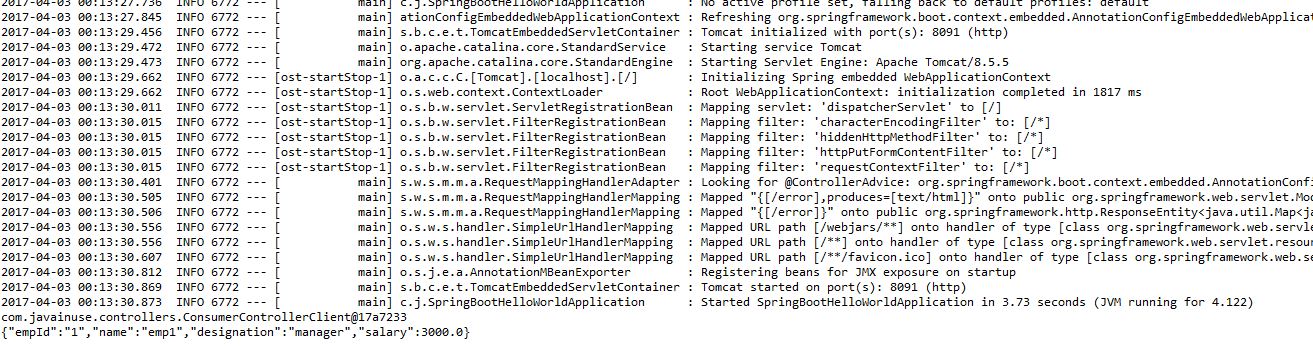 2017-04-03 00:13:27.736 INFO 6772 --- [ main] c.j.SpringBootHelloWorldApplication : No active profile set, falling back to default profiles: default
2017-04-03 00:13:27.845 INFO 6772 --- [ main] ationConfigEmbeddedWebApplicationContext : Refreshing org.springframework.boot.context.embedded.AnnotationConfigEmbeddedWebApplica
2017-04-03 00:13:29.456 INFO 6772 --- [ main] s.b.c.e.t.TomcatEmbeddedServletContainer : Tomcat initialized with port(s): 8091 (http)
2017-04-03 00:13:29.472 INFO 6772 --- [ main] o.apache.catalina.core.StandardService : Starting service Tomcat
2017-04-03 00:13:29.473 INFO 6772 --- [ main] org.apache.catalina.core.StandardEngine : Starting Servlet Engine: Apache Tomcat/8.5.5
2017-04-03 00:13:29.662 INFO 6772 --- [ost-startStop-1] o.a.c.c.C.[Tomcat].[localhost].[/] : Initializing Spring embedded WebApplicationContext
2017-04-03 00:13:29.662 INFO 6772 --- [ost-startStop-1] o.s.web.context.ContextLoader : Root WebApplicationContext: initialization completed in 1817 ms
2017-04-03 00:13:30.011 INFO 6772 --- [ost-startStop-1] o.s.b.w.servlet.ServletRegistrationBean : Mapping servlet: 'dispatcherServlet' to [/]
2017-04-03 00:13:30.015 INFO 6772 --- [ost-startStop-1] o.s.b.w.servlet.FilterRegistrationBean : Mapping filter: 'characterEncodingFilter' to: [/*]
2017-04-03 00:13:30.015 INFO 6772 --- [ost-startStop-1] o.s.b.w.servlet.FilterRegistrationBean : Mapping filter: 'hiddenHttpMethodFilter' to: [/*]
2017-04-03 00:13:30.015 INFO 6772 --- [ost-startStop-1] o.s.b.w.servlet.FilterRegistrationBean : Mapping filter: 'httpPutFormContentFilter' to: [/*]
2017-04-03 00:13:30.015 INFO 6772 --- [ost-startStop-1] o.s.b.w.servlet.FilterRegistrationBean : Mapping filter: 'requestContextFilter' to: [/*]
2017-04-03 00:13:30.401 INFO 6772 --- [ main] s.w.s.m.m.a.RequestMappingHandlerAdapter : Looking for @ControllerAdvice: org.springframework.boot.context.embedded.AnnotationConfi
2017-04-03 00:13:30.505 INFO 6772 --- [ main] s.w.s.m.m.a.RequestMappingHandlerMapping : Mapped "{[/error],produces=[text/html]}" onto public org.springframework.web.servlet.Mod
2017-04-03 00:13:30.506 INFO 6772 --- [ main] s.w.s.m.m.a.RequestMappingHandlerMapping : Mapped "{[/error]}" onto public org.springframework.http.ResponseEntity<java.util.Map<ja
2017-04-03 00:13:30.556 INFO 6772 --- [ main] o.s.w.s.handler.SimpleUrlHandlerMapping : Mapped URL path [/webjars/**] onto handler of type [class org.springframework.web.servle
2017-04-03 00:13:30.556 INFO 6772 --- [ main] o.s.w.s.handler.SimpleUrlHandlerMapping : Mapped URL path [/**] onto handler of type [class org.springframework.web.servlet.resour
2017-04-03 00:13:30.607 INFO 6772 --- [ main] o.s.w.s.handler.SimpleUrlHandlerMapping : Mapped URL path [/**/favicon.ico] onto handler of type [class org.springframework.web.se
2017-04-03 00:13:30.812 INFO 6772 --- [ main] o.s.j.e.a.AnnotationMBeanExporter : Registering beans for JMX exposure on startup
2017-04-03 00:13:30.869 INFO 6772 --- [ main] s.b.c.e.t.TomcatEmbeddedServletContainer : Tomcat started on port(s): 8091 (http)
2017-04-03 00:13:30.873 INFO 6772 --- [ main] c.j.SpringBootHelloWorldApplication : Started SpringBootHelloWorldApplication in 3.73 seconds (JVM running for 4.122)
com.javainuse.controllers.ConsumerControllerClient@17a7233
{"empId":"1","name":"emp1","designation":"manager","salary":3000.0}